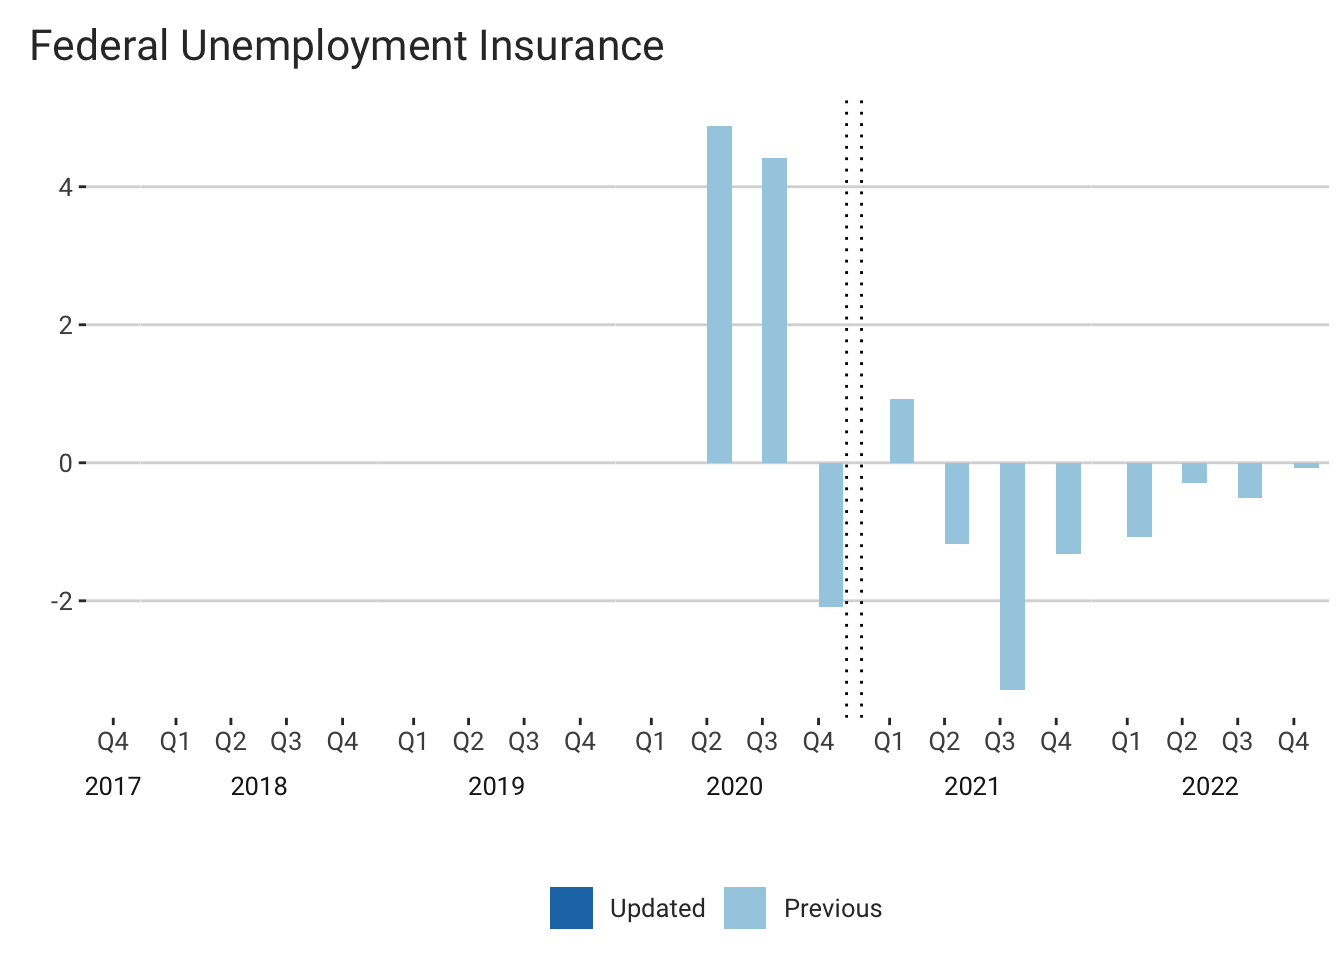 Federal Unemployment Insurance
4
2
0
-2
Q4 Q1 Q2 Q3 Q4 Q1 Q2 Q3 Q4 Q1 Q2 Q3 Q4 Q1 Q2 Q3 Q4 Q1 Q2 Q3 Q4
2017 2018 2019 2020 2021 2022
Updated Previous